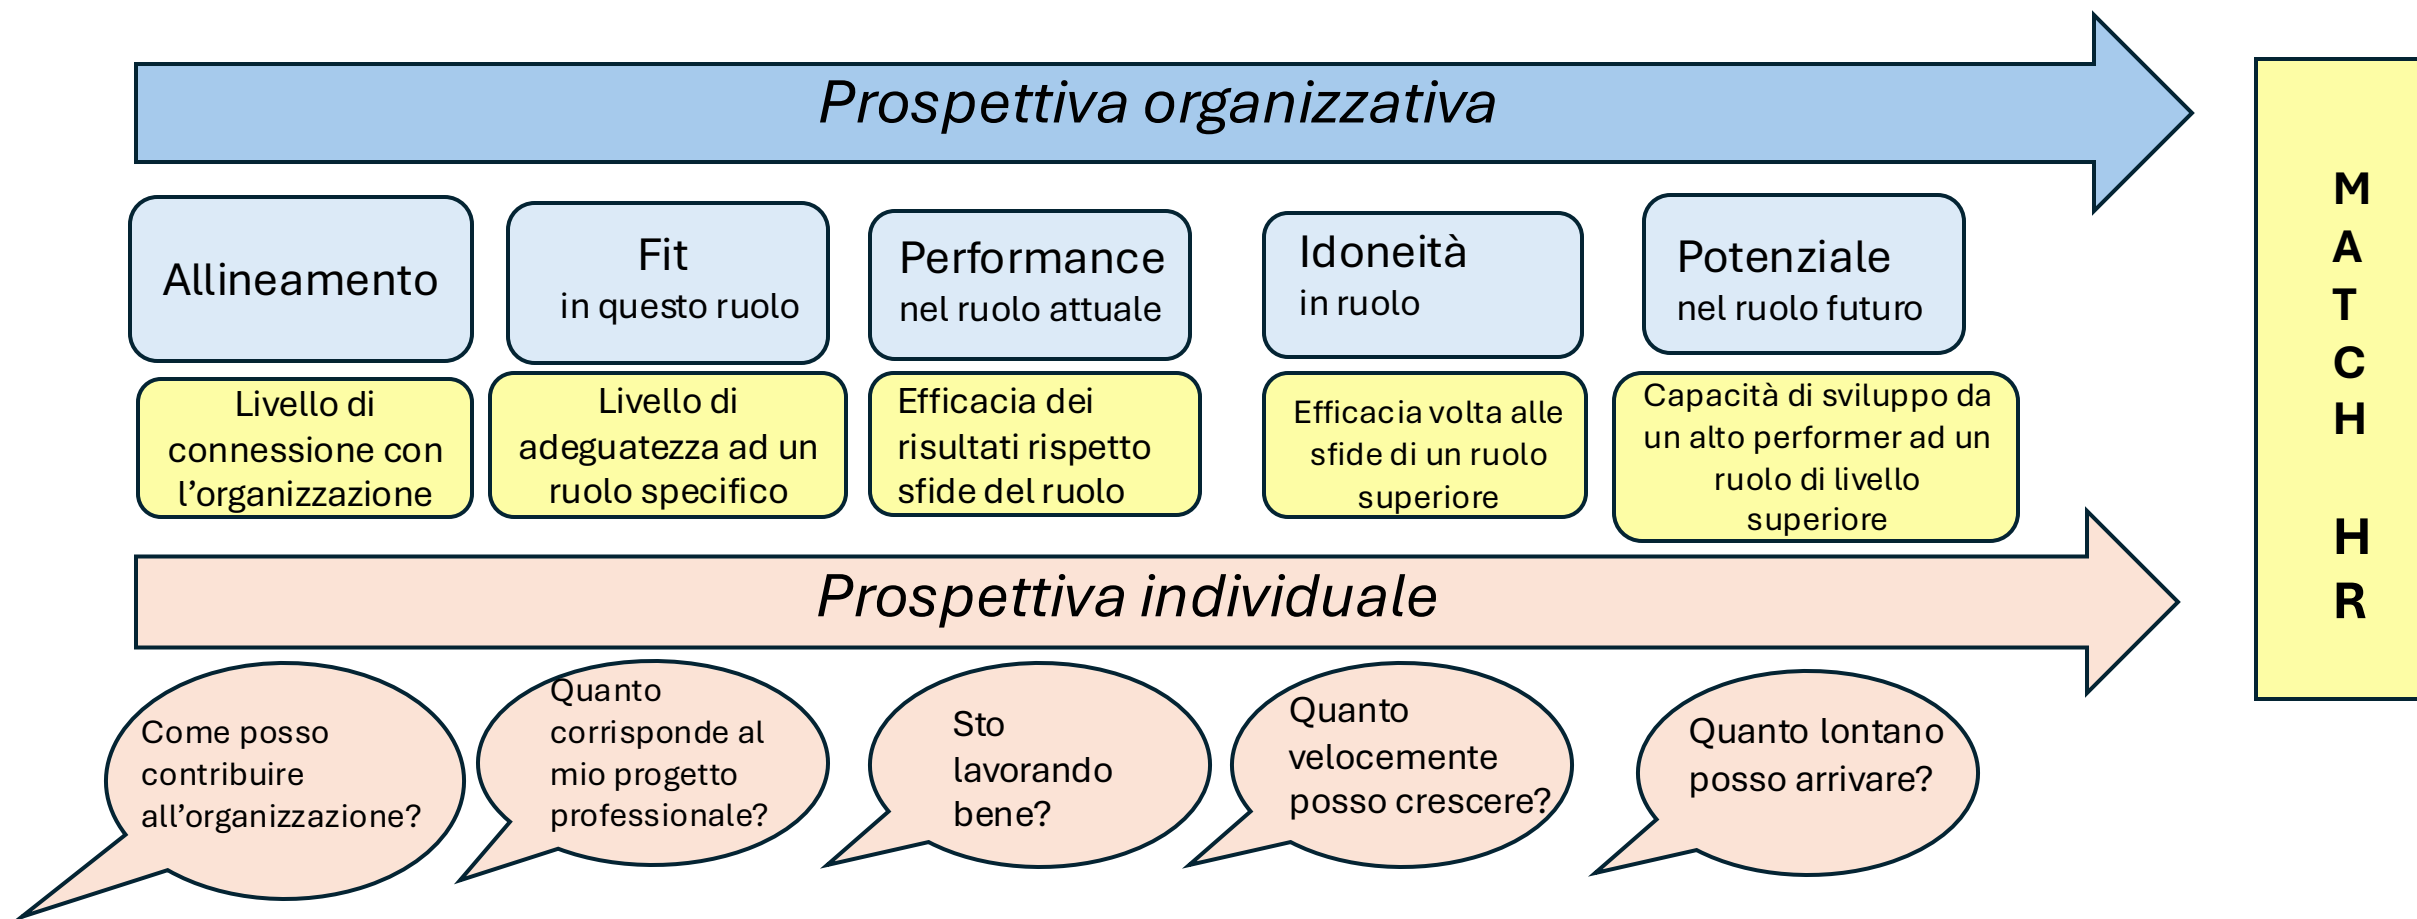 Prospettiva organizzativa
Allineamento
Fit
in questo ruolo
Performance
nel ruolo attuale
Idoneità
in ruolo
Potenziale
nel ruolo futuro
Livello di
connessione con
l’organizzazione
Livello di
adeguatezza ad un
ruolo specifico
Efficacia dei
risultati rispetto
sfide del ruolo
Efficacia volta alle
sfide di un ruolo
superiore
Capacità di sviluppo da
un alto performer ad un
ruolo di livello
superiore
Prospettiva individuale
Come posso
contribuire
all’organizzazione?
Quanto
corrisponde al
mio progetto
professionale?
Sto
lavorando
bene?
Quanto
velocemente
posso crescere?
Quanto lontano
posso arrivare?
M
A
T
C
H
H
R